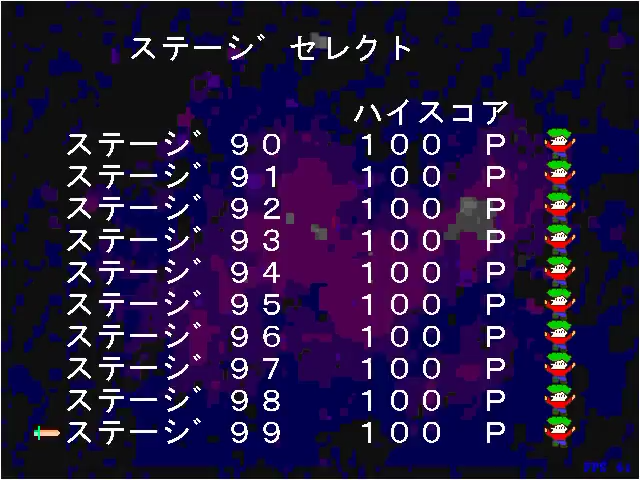 ステージ セレクト
ハイスコア
ステージ 90 100 P
ステージ 91 100 P
ステージ 92 100 P
ステージ 93 100 P
ステージ 94 100 P
ステージ 95 100 P
ステージ 96 100 P
ステージ 97 100 P
ステージ 98 100 P
ステージ 99 100 P